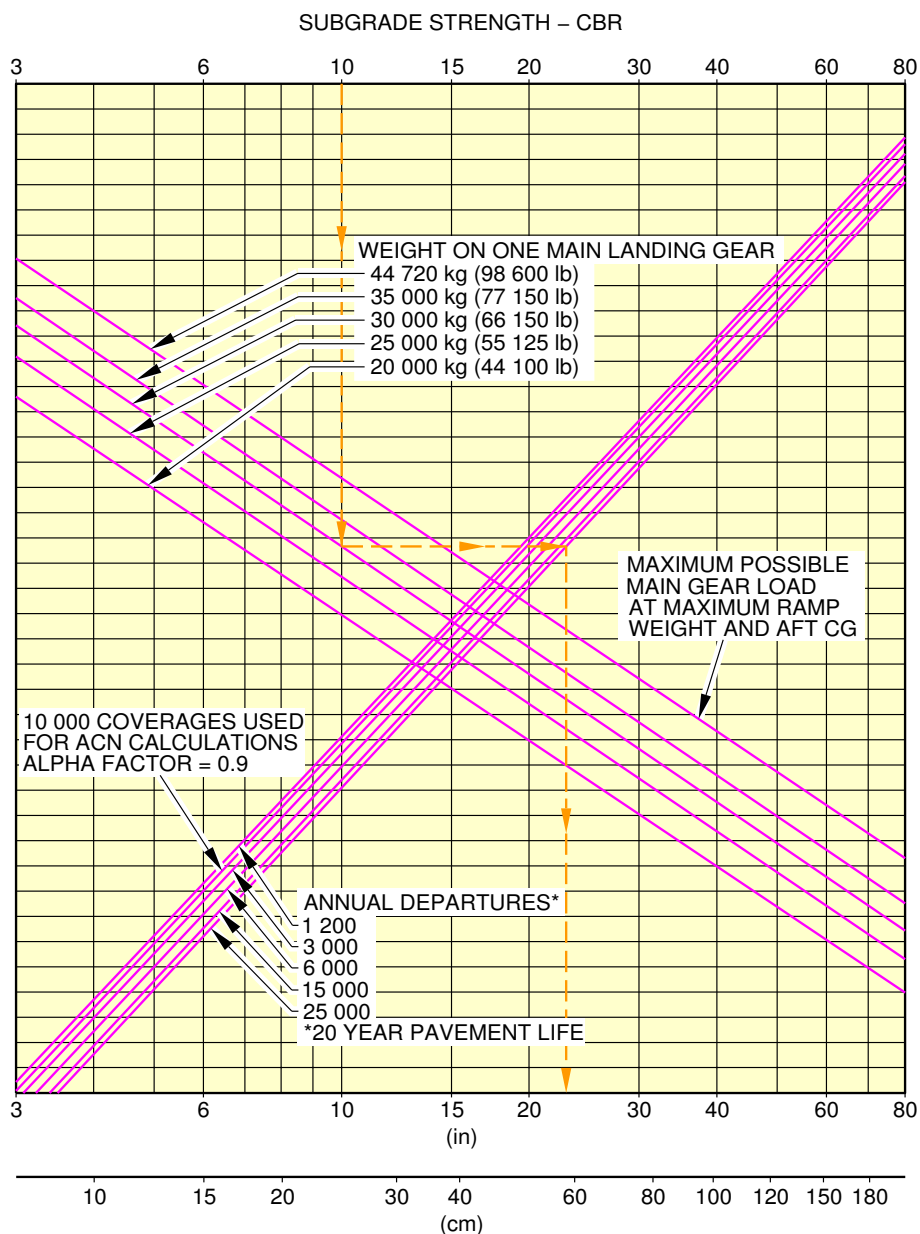 SUBGRADE STRENGTH – CBR
3 6 10 15 20 30 40 60 80
WEIGHT ON ONE MAIN LANDING GEAR
44 720 kg (98 600 lb)
35 000 kg (77 150 lb)
30 000 kg (66 150 lb)
25 000 kg (55 125 lb)
20 000 kg (44 100 lb)
MAXIMUM POSSIBLE
MAIN GEAR LOAD
AT MAXIMUM RAMP
WEIGHT AND AFT CG
10 000 COVERAGES USED
FOR ACN CALCULATIONS
ALPHA FACTOR = 0.9
ANNUAL DEPARTURES*
1 200
3 000
6 000
15 000
25 000
*20 YEAR PAVEMENT LIFE
3 6 10 15 20 30 40 60 80
(in)
10 15 20 30 40 60 80 100 120 150 180
(cm)